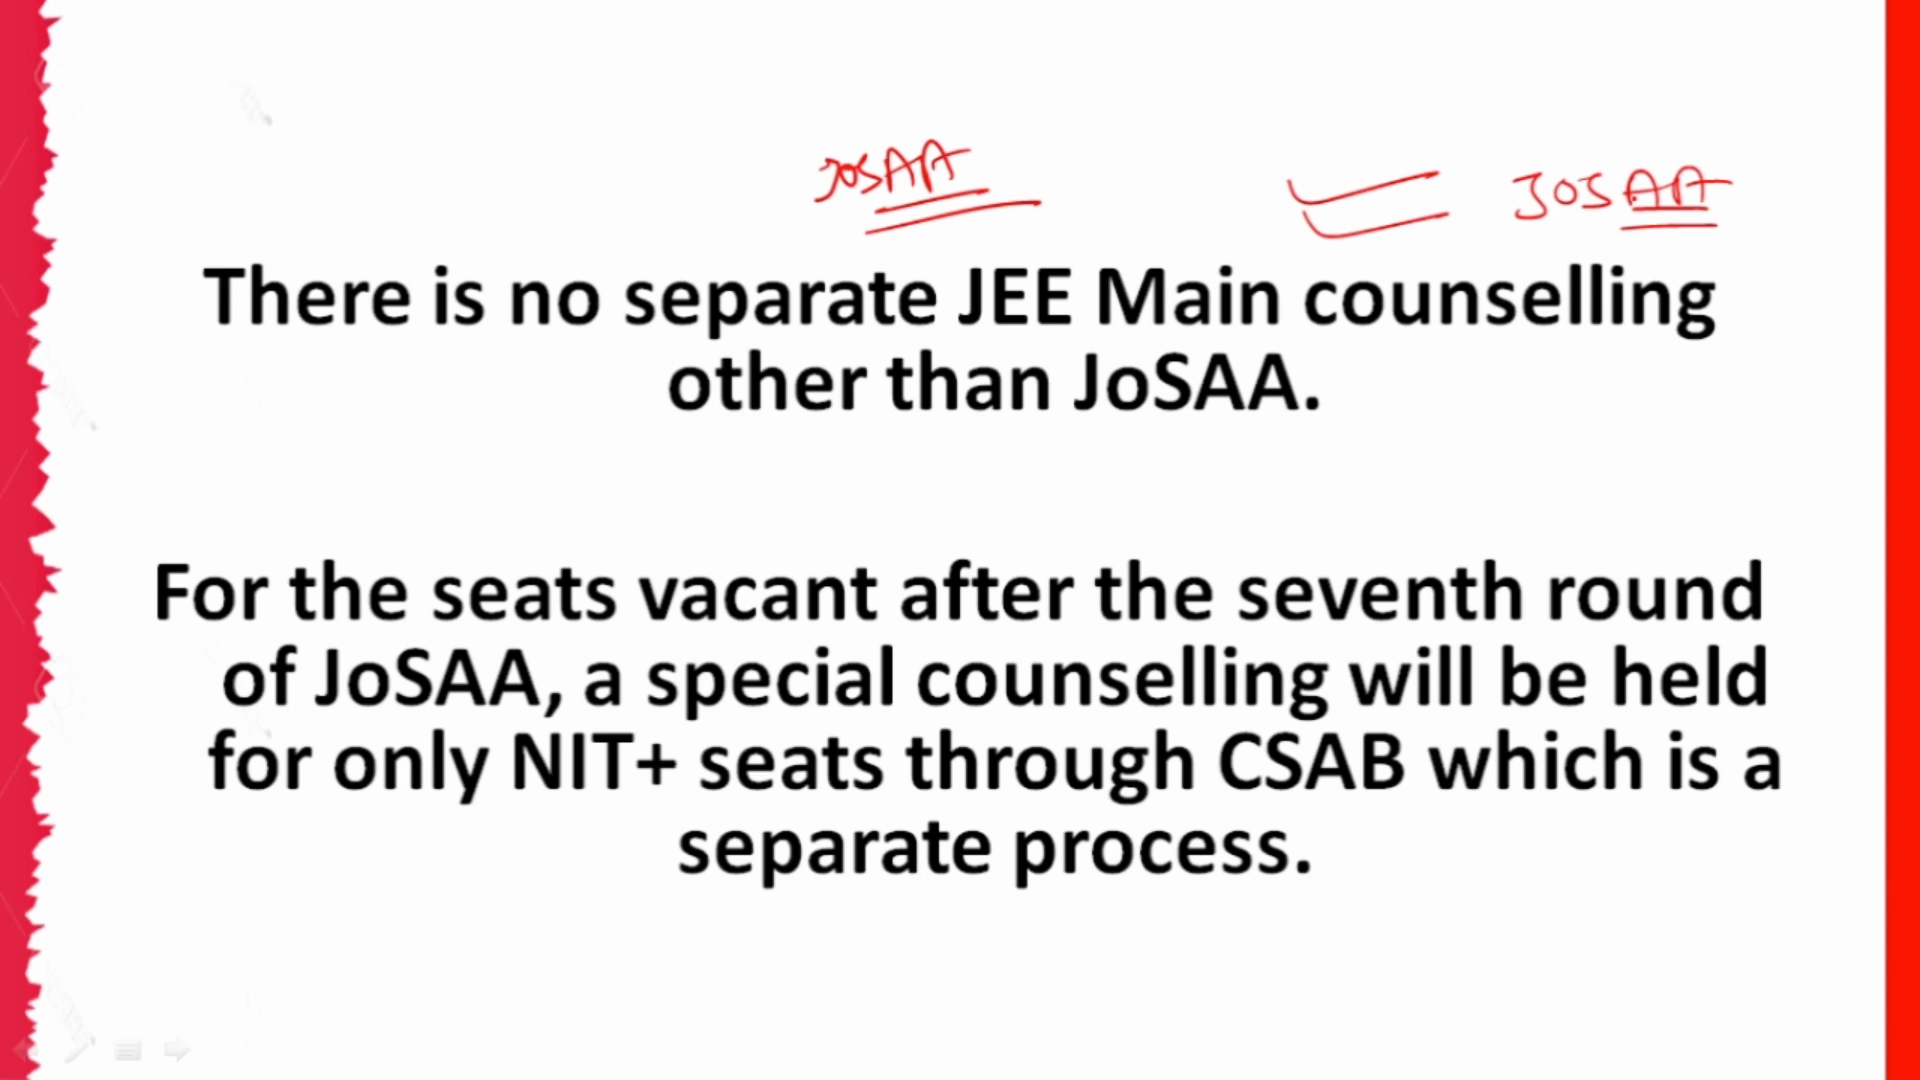 JOSAA JOSAA
There is no separate JEE Main counselling
other than JoSAA.
For the seats vacant after the seventh round
of JoSAA, a special counselling will be held
for only NIT+ seats through CSAB which is a
separate process.